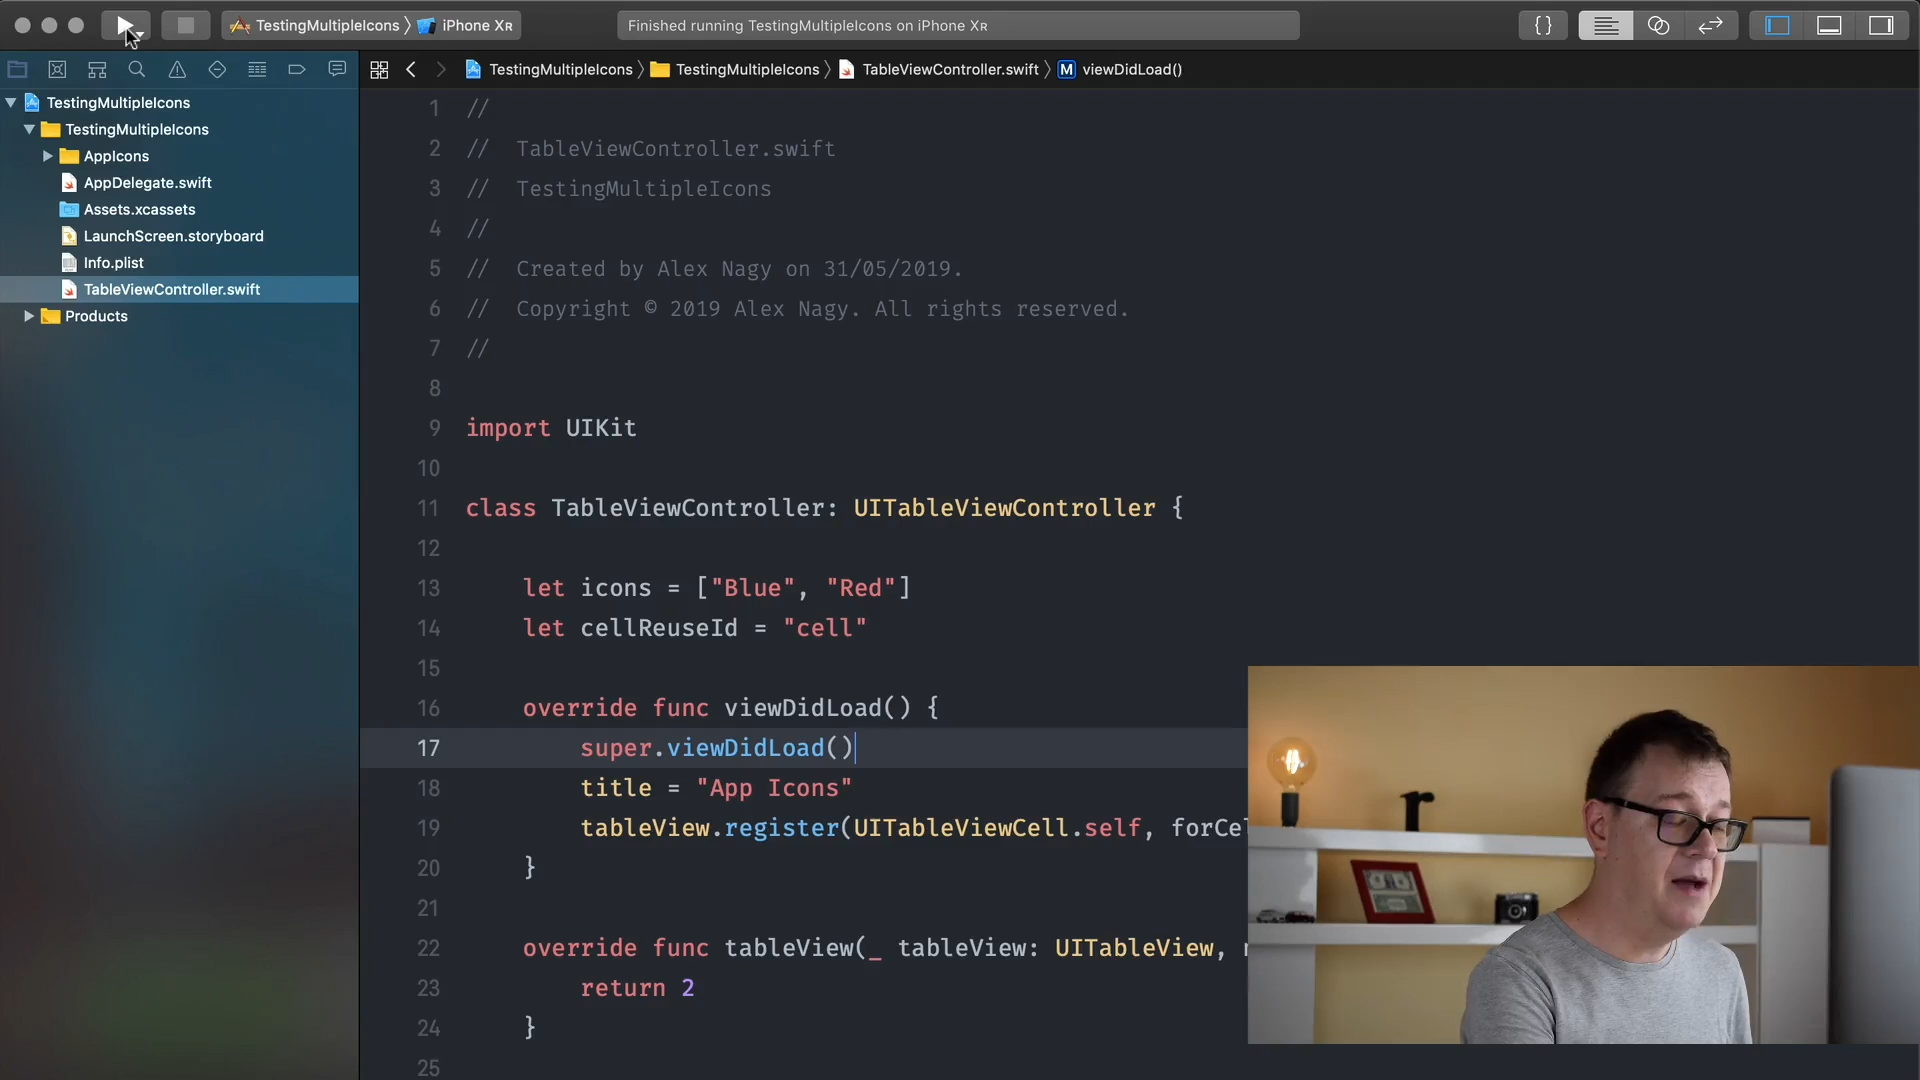 TestingMultipleIcons 〉 iPhone Xʀ
Finished running TestingMultipleIcons on iPhone Xʀ
{}
TestingMultipleIcons 〉 TestingMultipleIcons 〉 TableViewController.swift 〉 M viewDidLoad()
TestingMultipleIcons
TestingMultipleIcons
AppIcons
AppDelegate.swift
Assets.xcassets
LaunchScreen.storyboard
Info.plist
TableViewController.swift
Products
1 //
2 // TableViewController.swift
3 // TestingMultipleIcons
4 //
5 // Created by Alex Nagy on 31/05/2019.
6 // Copyright © 2019 Alex Nagy. All rights reserved.
7 //
8
9 import UIKit
10
11 class TableViewController: UITableViewController {
12
13 let icons = ["Blue", "Red"]
14 let cellReuseId = "cell"
15
16 override func viewDidLoad() {
17 super.viewDidLoad()
18 title = "App Icons"
19 tableView.register(UITableViewCell.self, forCel
20 }
21
22 override func tableView(_ tableView: UITableView,
23 return 2
24 }
25